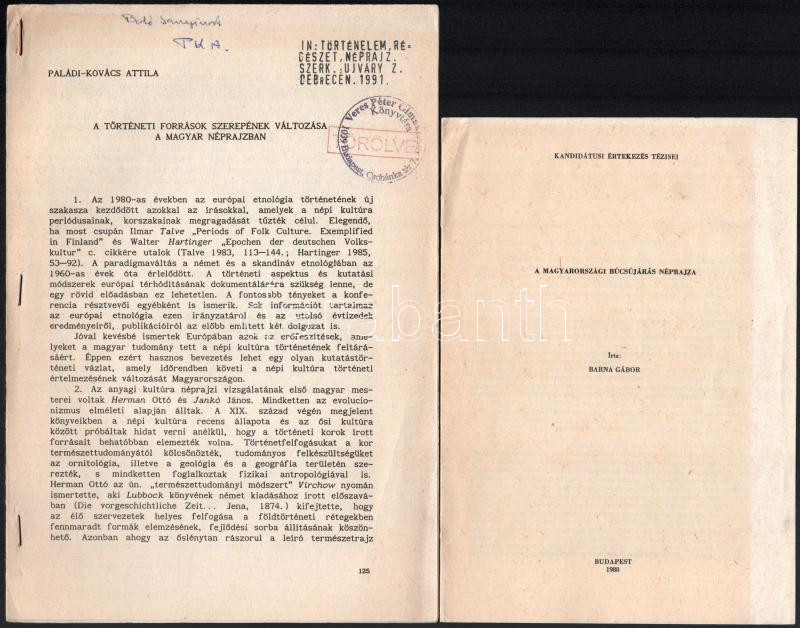 Bódi
TKA.
IN: TÖRTÉNELEM, RÉ-
GÉSZET, NÉPRAJZ.
SZERK.: UJVÁRY Z.
DEBRECEN. 1991.
PALÁDI-KOVÁCS ATTILA
Veres Péter
Könyvtára
1039 Budapest, Csobánka tér 7.
TÖRÖLVE
A TÖRTÉNETI FORRÁSOK SZEREPÉNEK VÁLTOZÁSA
A MAGYAR NÉPRAJZBAN
1. Az 1980-as években az európai etnológia történetének új
szakasza kezdődött azokkal az írásokkal, amelyek a népi kultúra
periódusainak, korszakainak megragadását tűzték célul. Elegendő,
ha most csupán Ilmar Talve „Periods of Folk Culture. Exemplified
in Finland" és Walter Hartinger „Epochen der deutschen Volks-
kultur" c. cikkére utalok (Talve 1983, 113—144.; Hartinger 1985,
53—92). A paradigmaváltás a német és a skandináv etnológiában az
1960-as évek óta érlelődött. A történeti aspektus és kutatási
módszerek európai térhódításának dokumentálására szükség lenne, de
egy rövid előadásban ez lehetetlen. A fontosabb tényeket a konfe-
rencia résztvevői egyébként is ismerik. Sok információt tartalmaz
az európai etnológia ezen irányzatáról és az utolsó évtizedek
eredményeiről, publikációiról az előbb említett két dolgozat is.
Jóval kevésbé ismertek Európában azok az erőfeszítések, ame-
lyeket a magyar tudomány tett a népi kultúra történetének feltárá-
sáért. Éppen ezért hasznos bevezetés lehet egy olyan kutatástör-
téneti vázlat, amely időrendben követi a népi kultúra történeti
értelmezésének változását Magyarországon.
2. Az anyagi kultúra néprajzi vizsgálatának első magyar mes-
terei voltak Herman Ottó és Jankó János. Mindketten az evolucio-
nizmus elméleti alapján álltak. A XIX. század végén megjelent
könyveikben a népi kultúra recens állapota és az ősi kultúra
között próbáltak hidat verni anélkül, hogy a történeti korok írott
forrásait behatóbban elemezték volna. Történetfelfogásukat a kor
természettudományától kölcsönözték, tudományos felkészültségüket
az ornitológia, illetve a geológia és a geográfia területén sze-
rezték, s mindketten foglalkoztak fizikai antropológiával is.
Herman Ottó az ún. „természettudományi módszert" Virchow nyomán
ismertette, aki Lubbock könyvének német kiadásához írott előszavá-
ban (Die vorgeschichtliche Zeit... Jena, 1874.) kifejtette, hogy
az élő szervezetek helyes felfogása a földtörténeti rétegekben
fennmaradt formák elemzésének, fejlődési sorba állításának köszön-
hető. Azonban ahogy az őslénytan rászorul a leíró természetrajz
125
KANDIDÁTUSI ÉRTEKEZÉS TÉZISEI
A MAGYARORSZÁGI BÚCSÚJÁRÁS NÉPRAJZA
Írta:
BARNA GÁBOR
BUDAPEST
1988